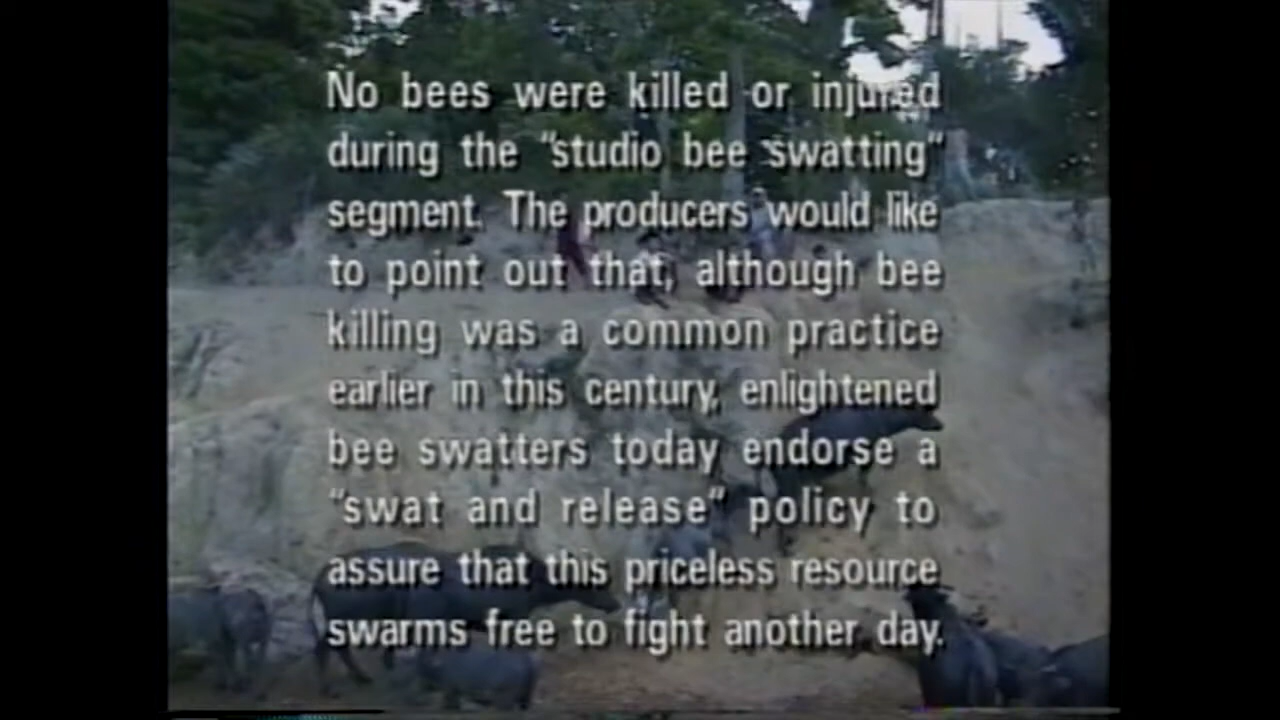 No bees were killed or injured
during the "studio bee swatting"
segment. The producers would like
to point out that, although bee
killing was a common practice
earlier in this century, enlightened
bee swatters today endorse a
"swat and release" policy to
assure that this priceless resource
swarms free to fight another day.